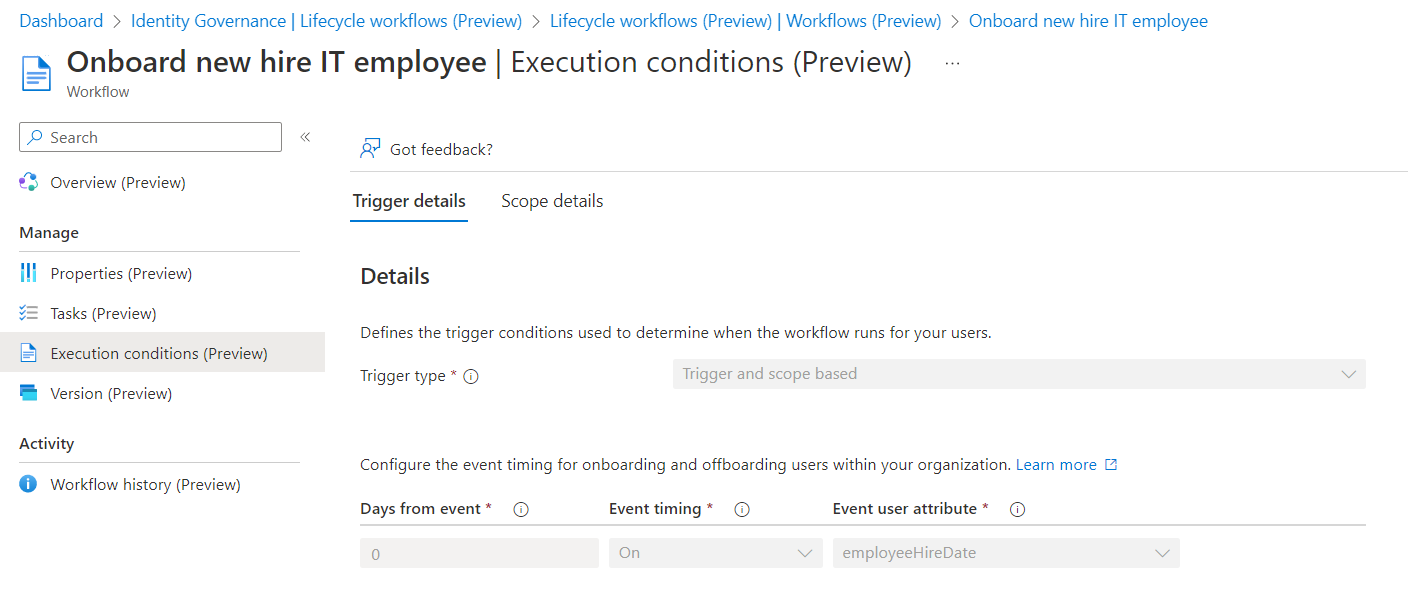 Dashboard > Identity Governance | Lifecycle workflows (Preview) > Lifecycle workflows (Preview) | Workflows (Preview) > Onboard new hire IT employee
Onboard new hire IT employee | Execution conditions (Preview) ...
Workflow
Search
«
Overview (Preview)
Manage
Properties (Preview)
Tasks (Preview)
Execution conditions (Preview)
Version (Preview)
Activity
Workflow history (Preview)
Got feedback?
Trigger details Scope details
Details
Defines the trigger conditions used to determine when the workflow runs for your users.
Trigger type * Trigger and scope based
Configure the event timing for onboarding and offboarding users within your organization. Learn more
Days from event * Event timing * Event user attribute *
0 On employeeHireDate